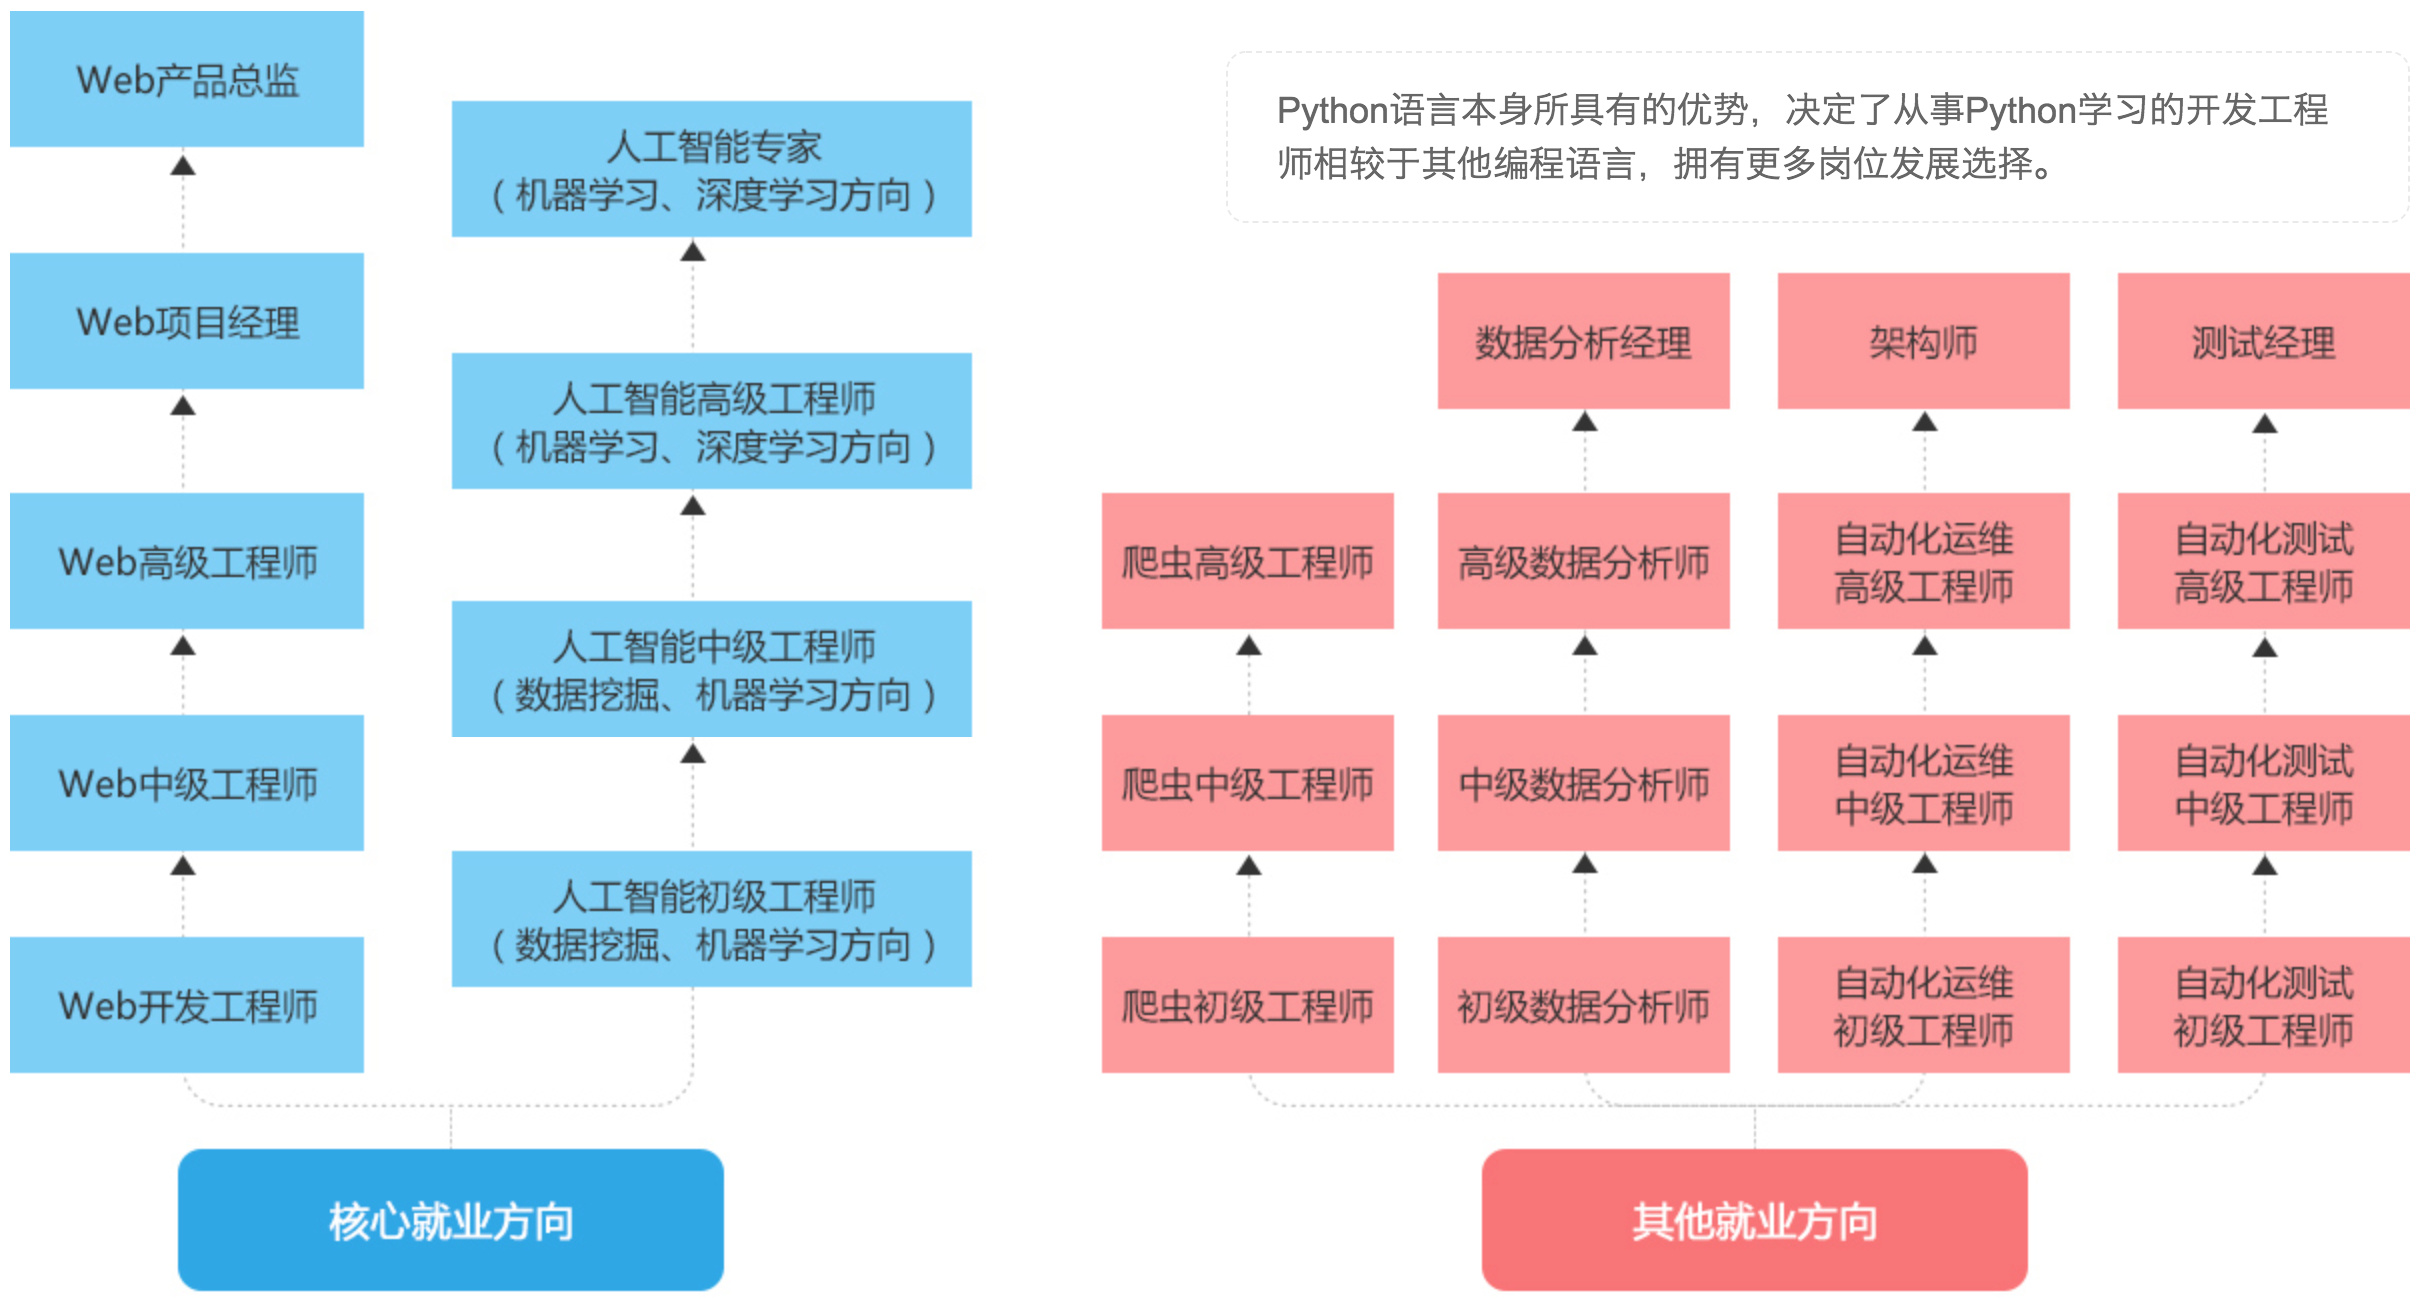 Web产品总监
Web项目经理
Web高级工程师
Web中级工程师
Web开发工程师
人工智能专家
（机器学习、深度学习方向）
人工智能高级工程师
（机器学习、深度学习方向）
人工智能中级工程师
（数据挖掘、机器学习方向）
人工智能初级工程师
（数据挖掘、机器学习方向）
核心就业方向
Python语言本身所具有的优势，决定了从事Python学习的开发工程
师相较于其他编程语言，拥有更多岗位发展选择。
爬虫高级工程师
爬虫中级工程师
爬虫初级工程师
数据分析经理
高级数据分析师
中级数据分析师
初级数据分析师
架构师
自动化运维
高级工程师
自动化运维
中级工程师
自动化运维
初级工程师
测试经理
自动化测试
高级工程师
自动化测试
中级工程师
自动化测试
初级工程师
其他就业方向